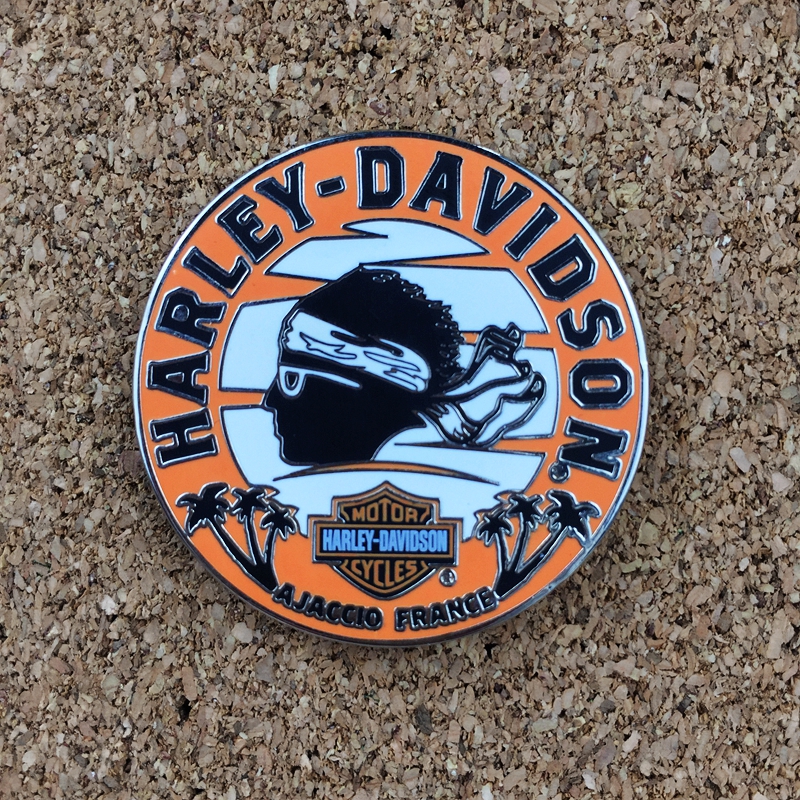 HARLEY-DAVIDSON®
MOTOR
HARLEY-DAVIDSON
CYCLES ®
AJACCIO FRANCE